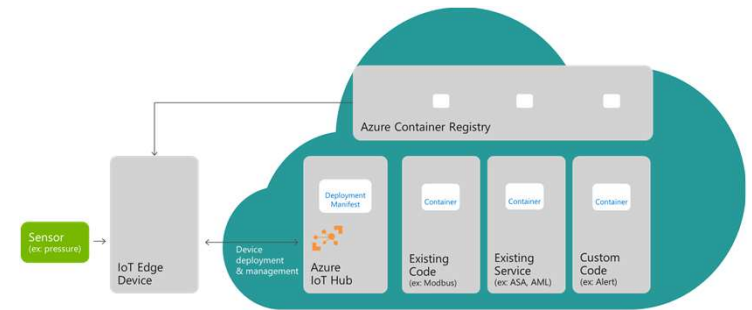 Azure Container Registry
Deployment
Manifest
Container
Container
Container
Sensor
(ex: pressure)
IoT Edge
Device
Device
deployment
& management
Azure
IoT Hub
Existing
Code
(ex: Modbus)
Existing
Service
(ex: ASA, AML)
Custom
Code
(ex: Alert)